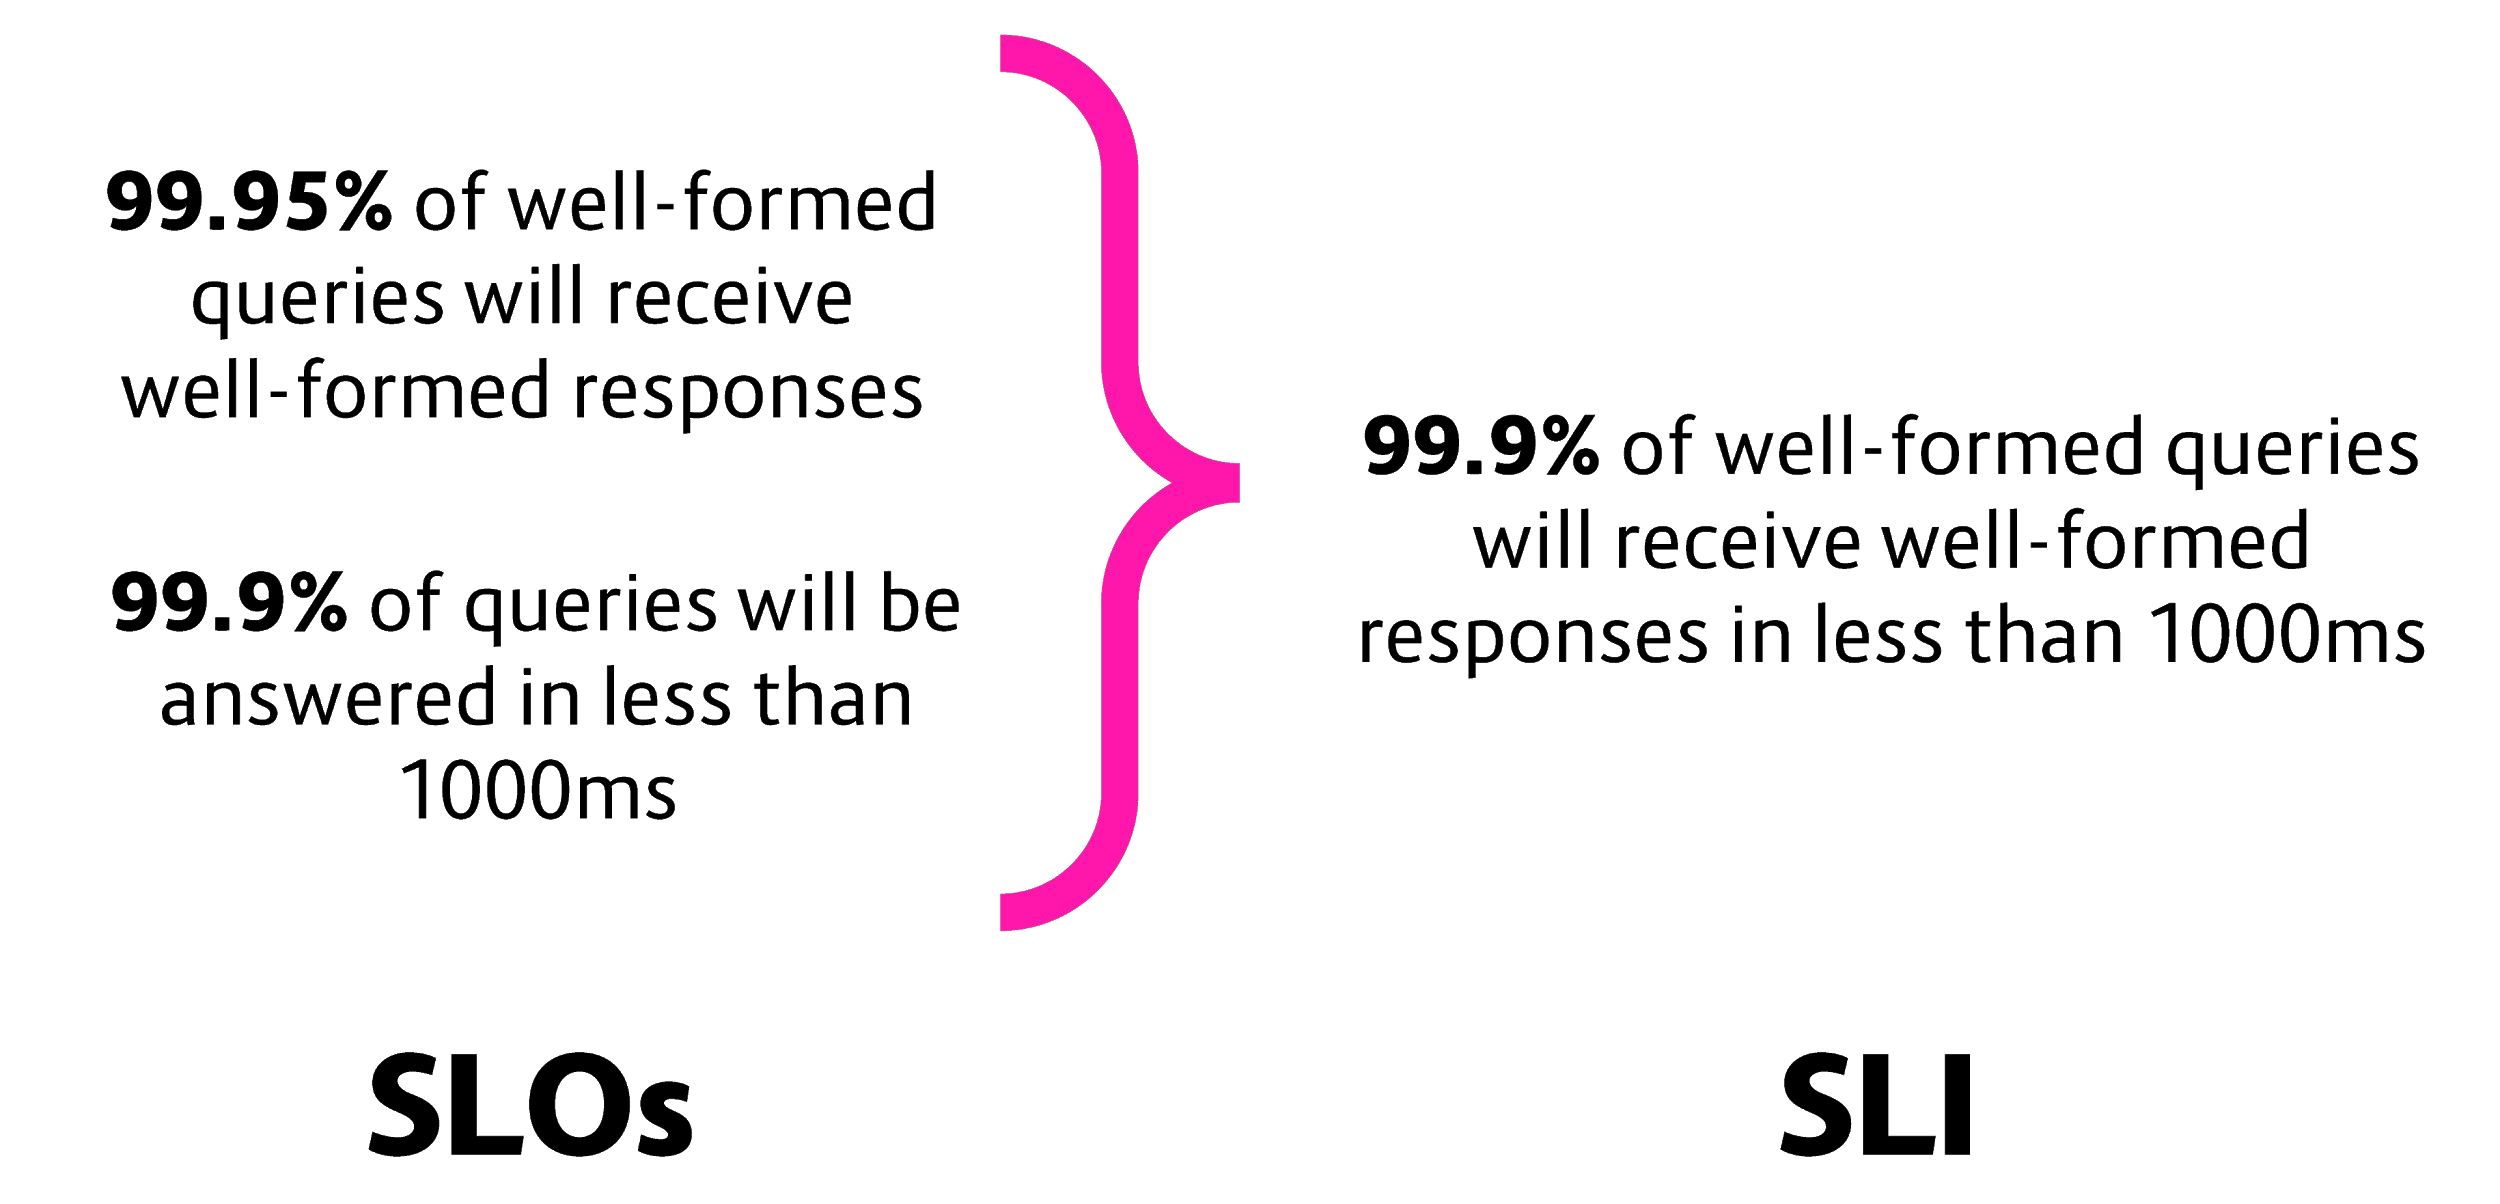 99.95% of well-formed
queries will receive
well-formed responses
99.9% of queries will be
answered in less than
1000ms
99.9% of well-formed queries
will receive well-formed
responses in less than 1000ms
SLOs
SLI